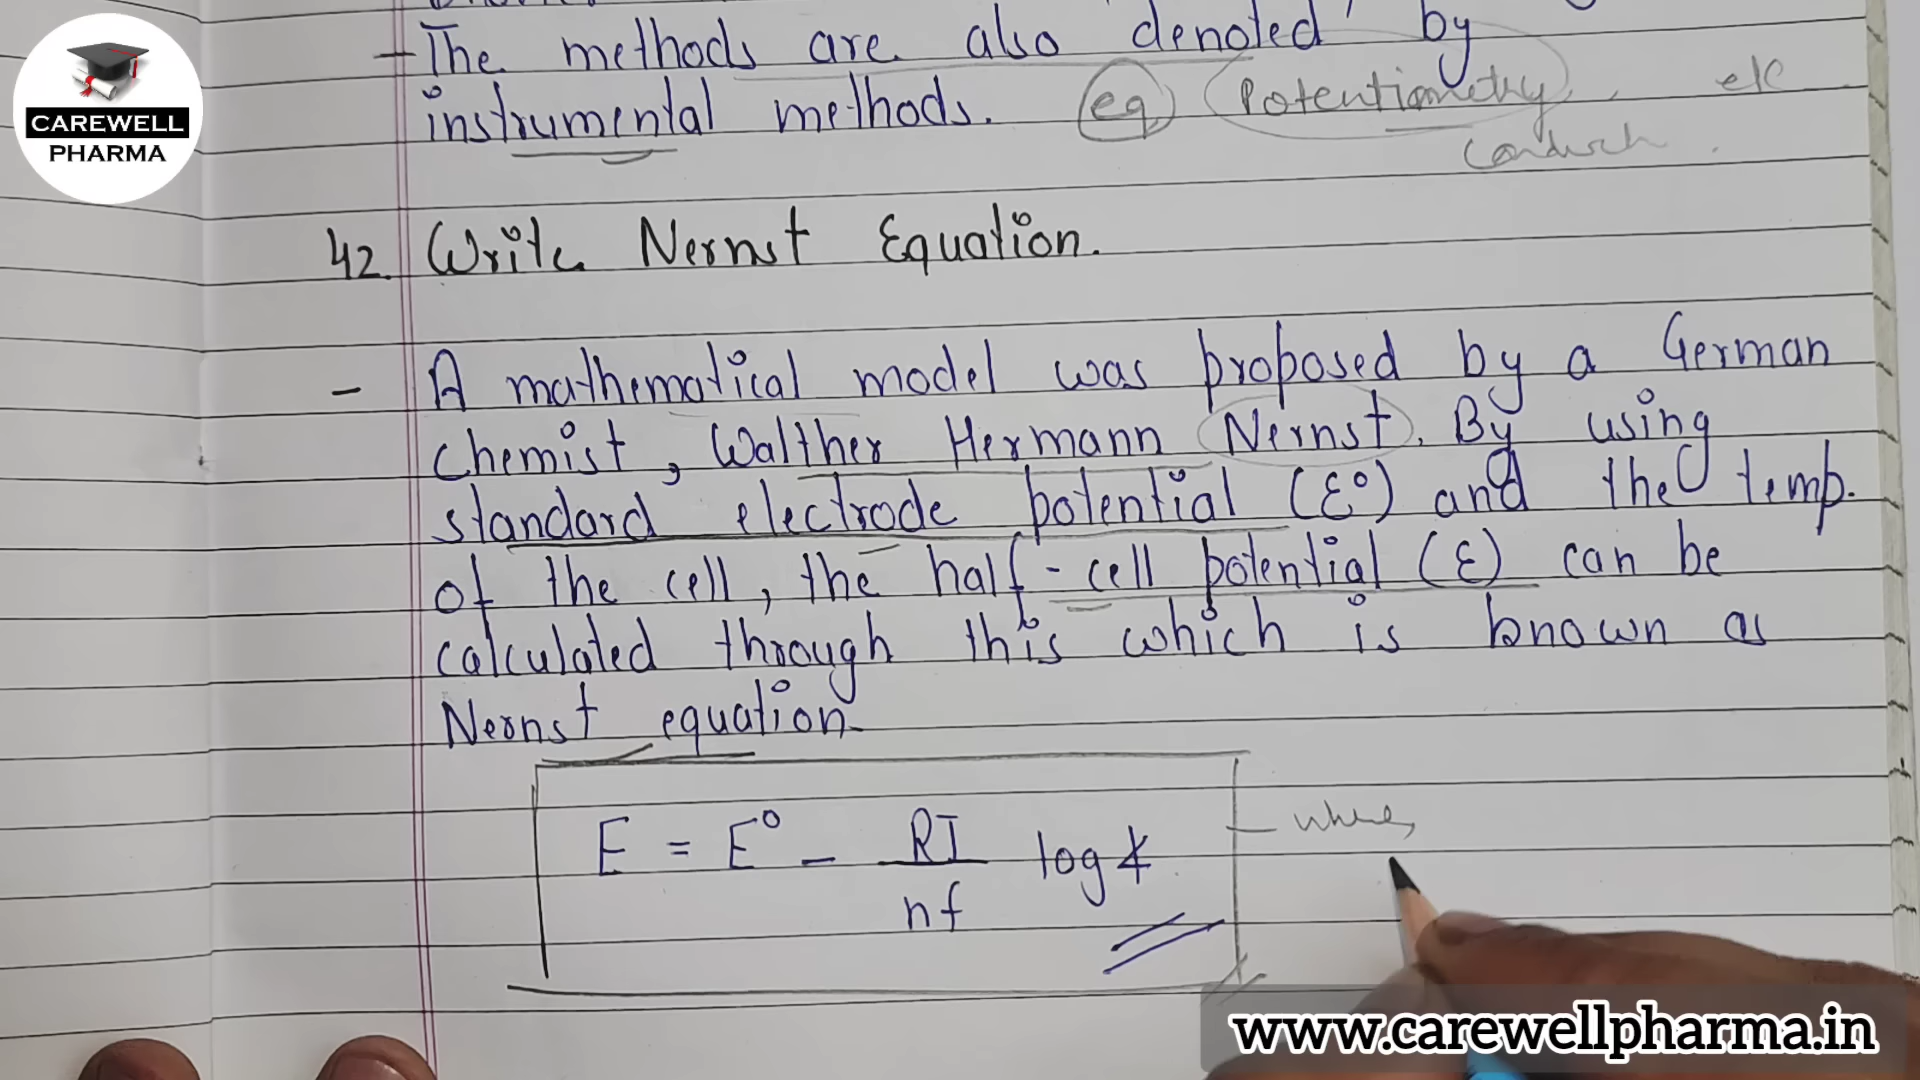 - The methods are also denoted by
instrumental methods. (eg) Potentiometry, etc
CAREWELL
PHARMA
42. Write Nernst Equation.
- A mathematical model was proposed by a German
chemist, Walther Hermann Nernst. By using
standard electrode potential (ε°) and the temp.
of the cell, the half-cell potential (ε) can be
calculated through this which is known as
Nernst equation.
E = E° - RT/nf log k
- where,
www.carewellpharma.in